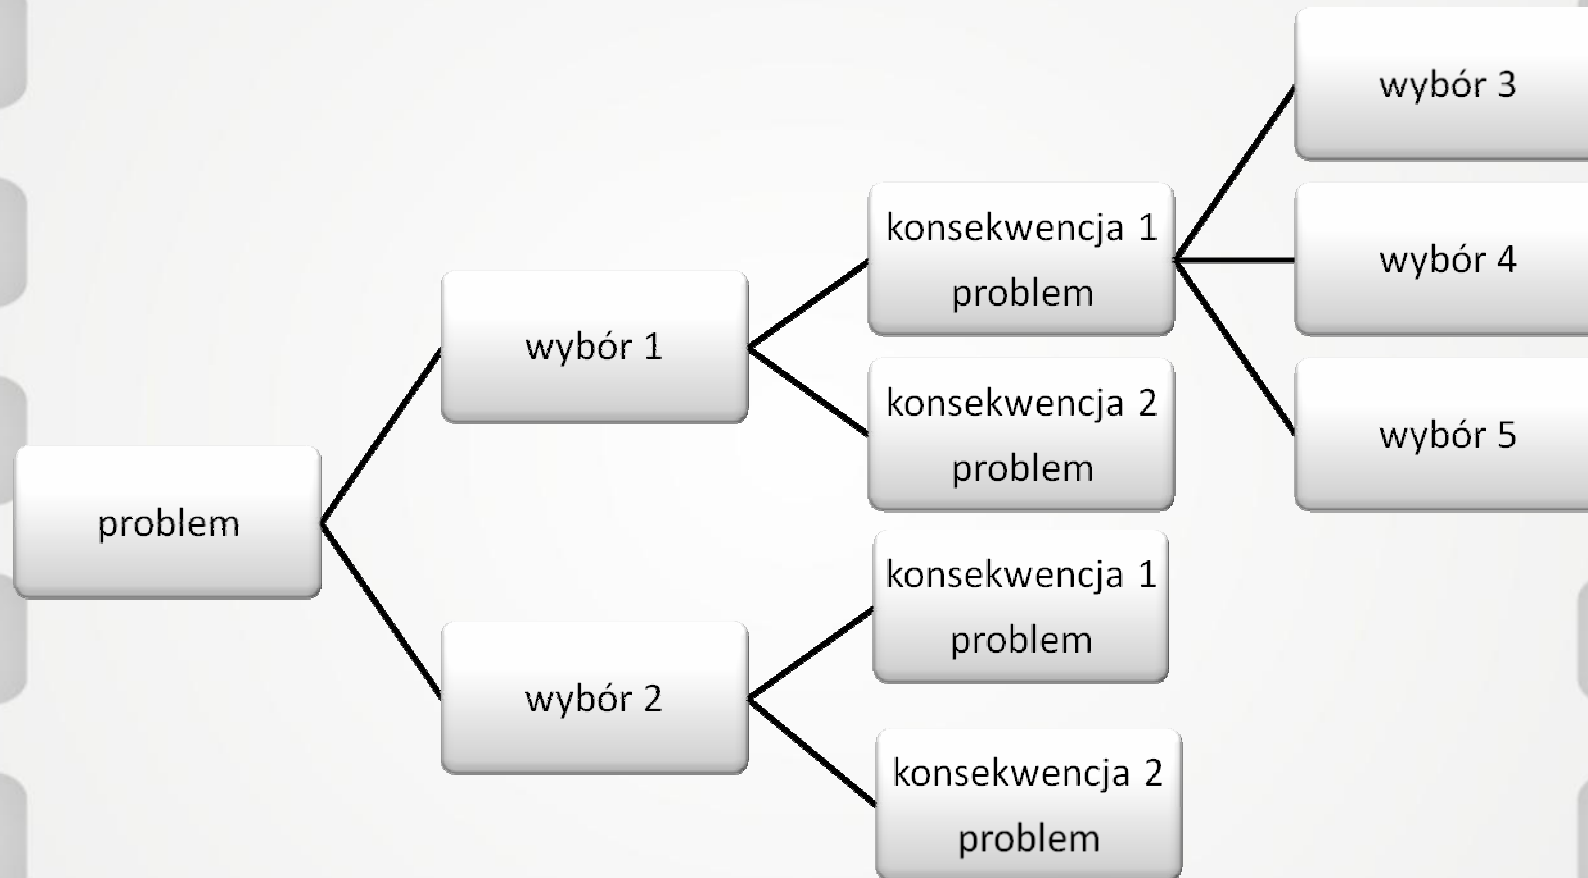 problem
wybór 1
wybór 2
konsekwencja 1
problem
konsekwencja 2
problem
konsekwencja 1
problem
konsekwencja 2
problem
wybór 3
wybór 4
wybór 5